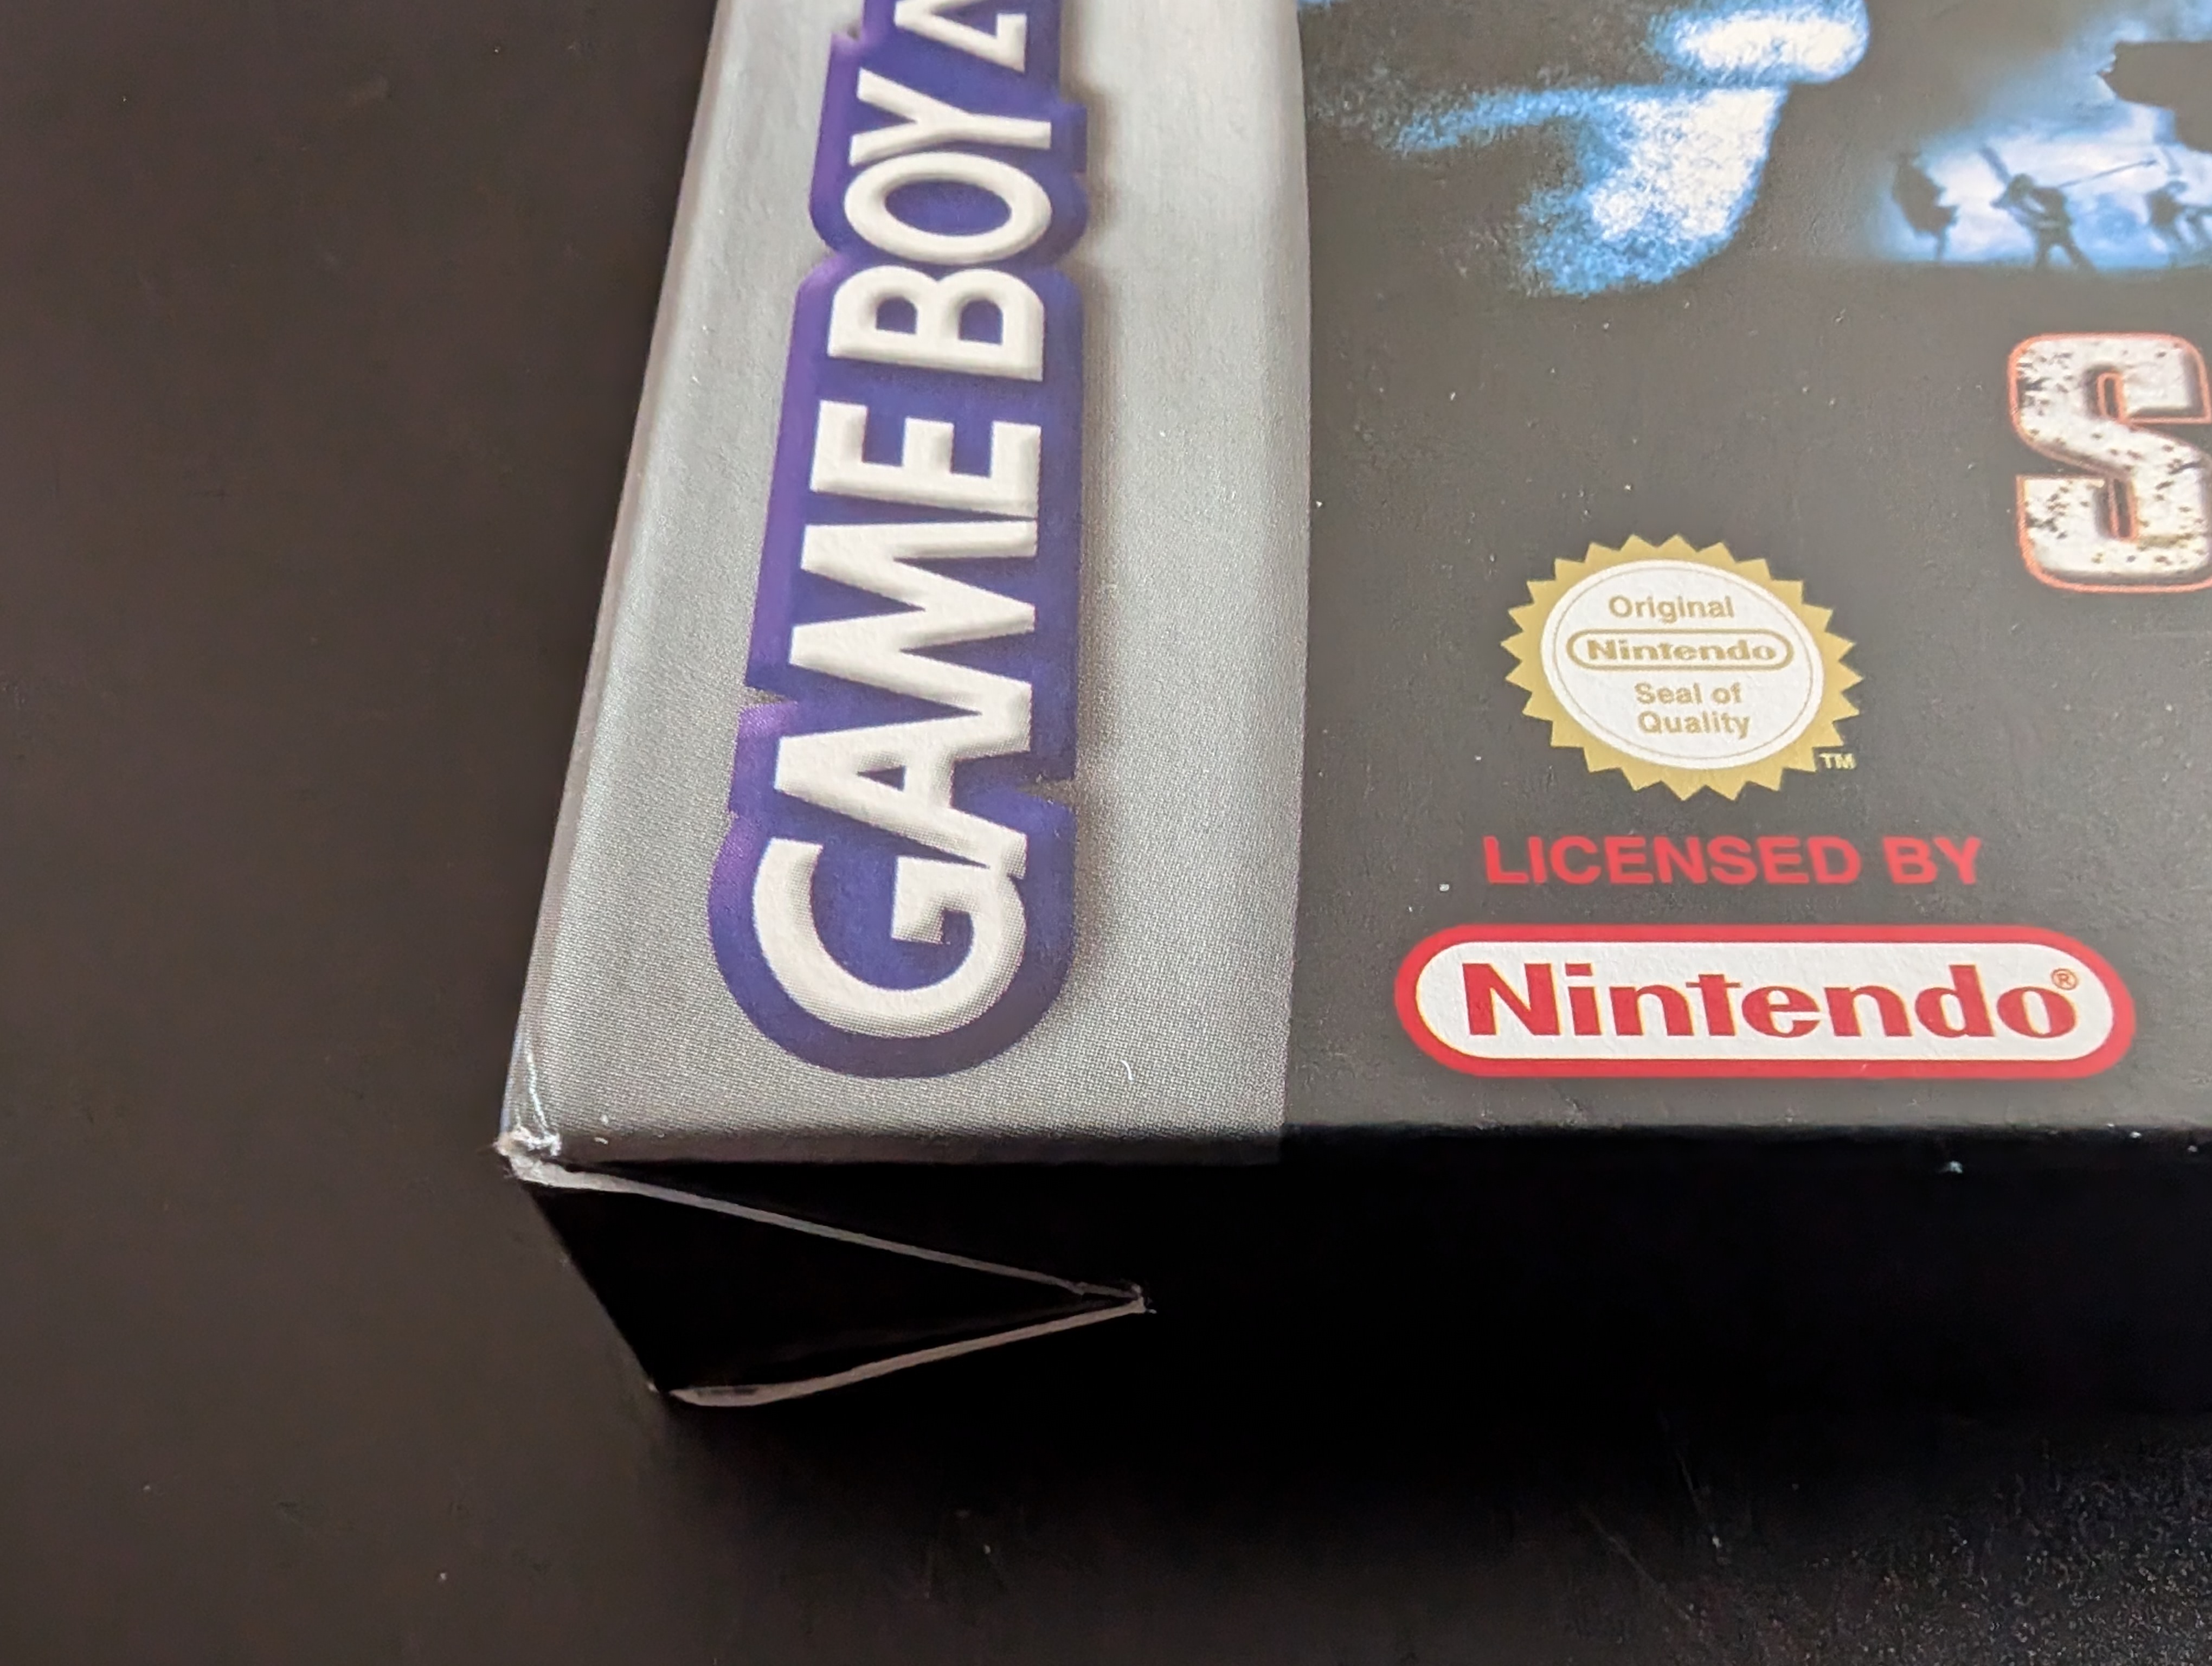 GAME BOY A
S
Original
Nintendo
Seal of
Quality
TM
LICENSED BY
Nintendo®